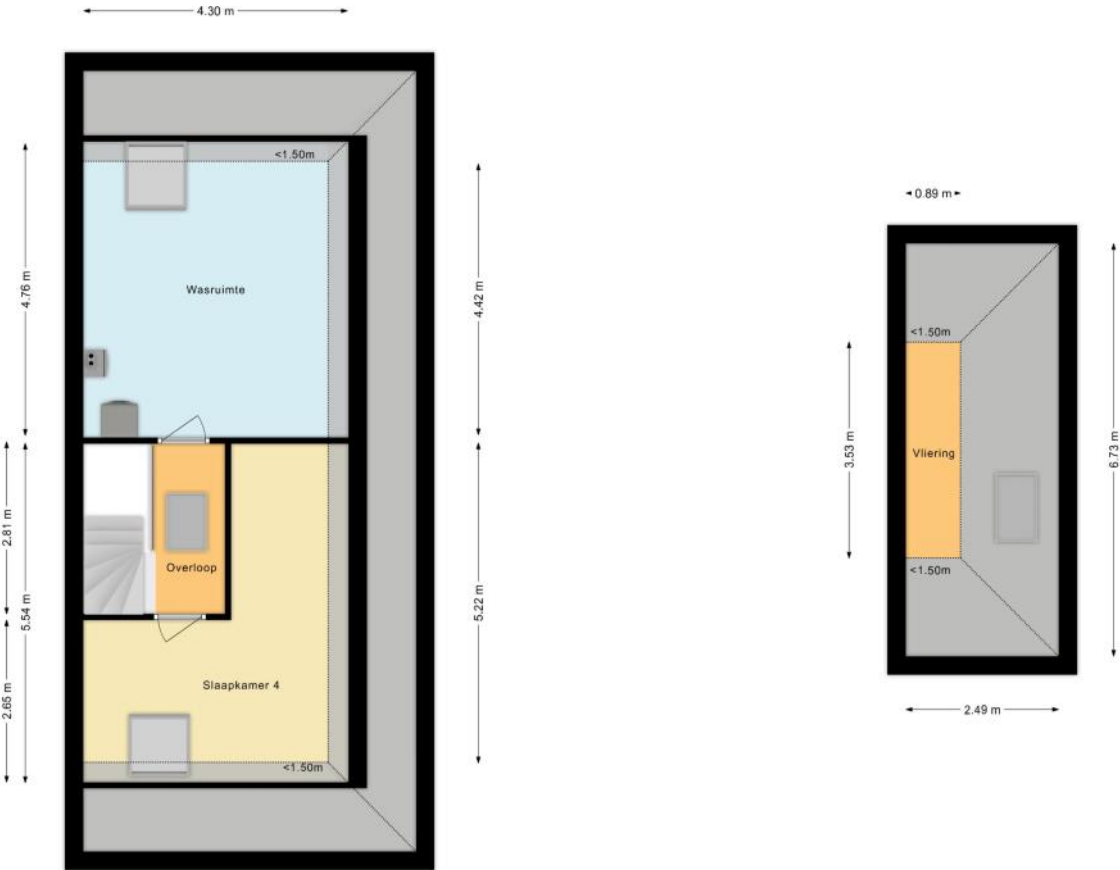 4.30 m
<1.50m
4.76 m
Wasruimte
4.42 m
2.81 m
5.54 m
Overloop
5.22 m
2.65 m
Slaapkamer 4
<1.50m
0.89 m
<1.50m
3.53 m
Vliering
6.73 m
<1.50m
2.49 m